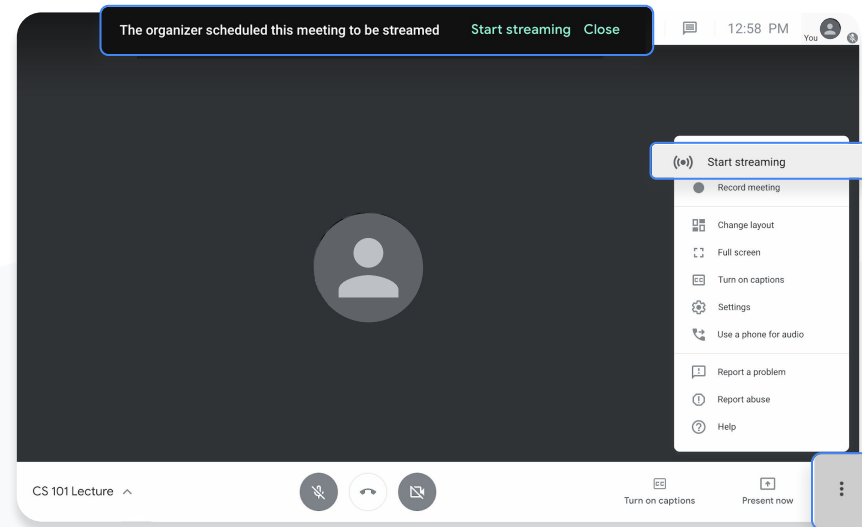 The organizer scheduled this meeting to be streamed Start streaming Close
12:58 PM
You
Start streaming
Record meeting
Change layout
Full screen
CC Turn on captions
Settings
Use a phone for audio
Report a problem
Report abuse
Help
CS 101 Lecture
CC
Turn on captions
Present now